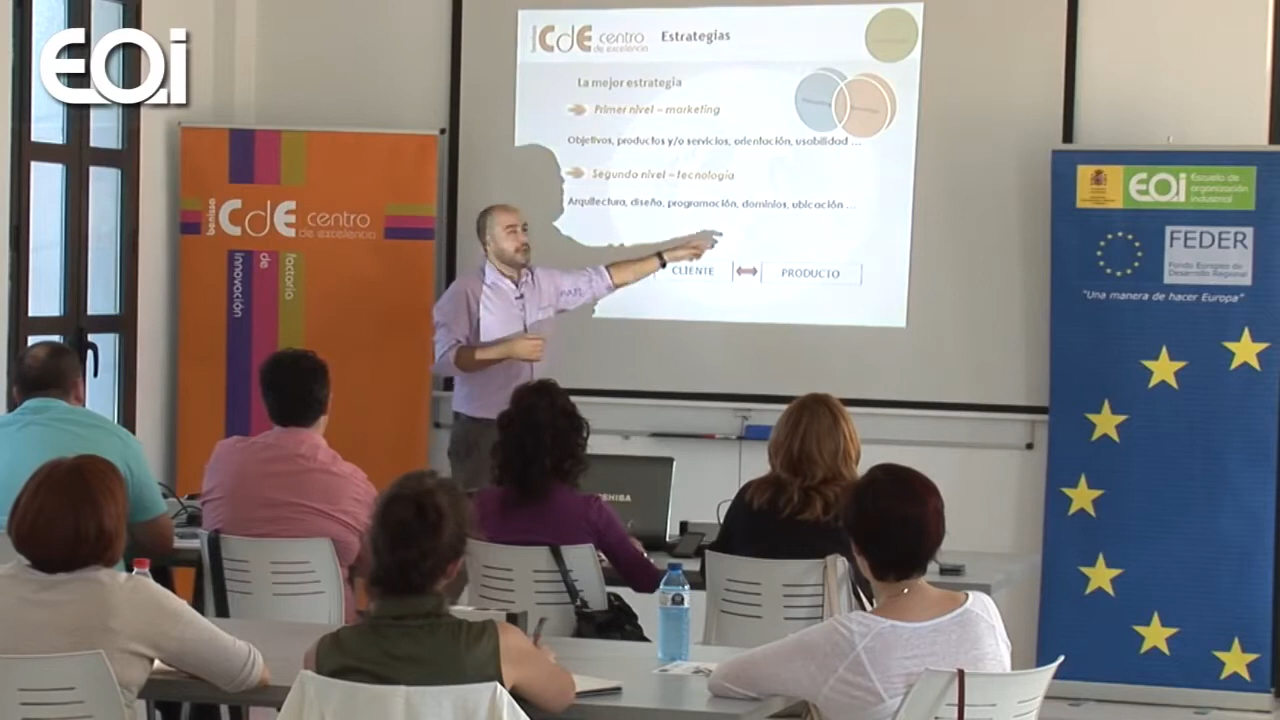 EOi
benissa CdE centro de excelencia
Estrategias
La mejor estrategia
Primer nivel – marketing
Objetivos, productos y/o servicios, orientación, usabilidad ...
Segundo nivel – tecnología
Arquitectura, diseño, programación, dominios, ubicación ...
CLIENTE
PRODUCTO
benissa CdE centro de excelencia
factoría
de
innovación
TOSHIBA
EOi Escuela de organización industrial
FEDER
Fondo Europeo de Desarrollo Regional
"Una manera de hacer Europa"